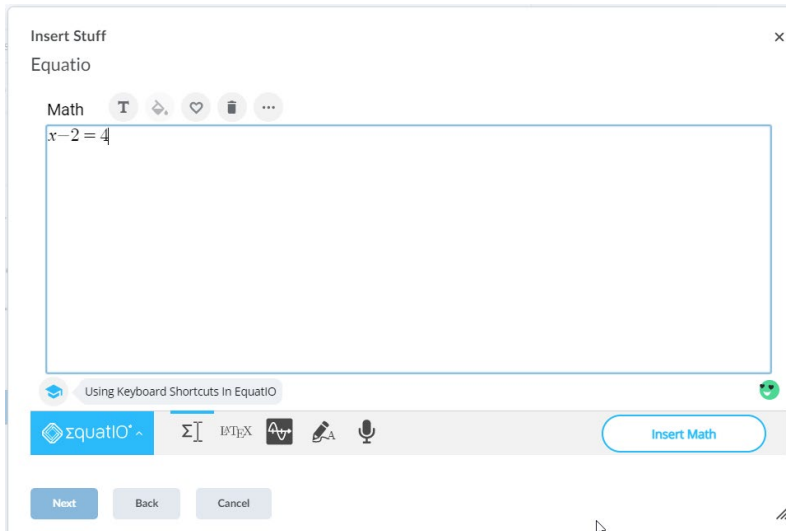 Insert Stuff
Equatio
Math T
x−2 = 4
Using Keyboard Shortcuts In EquatIO
ΣquatIO Σ LATEX A Insert Math
Next Back Cancel